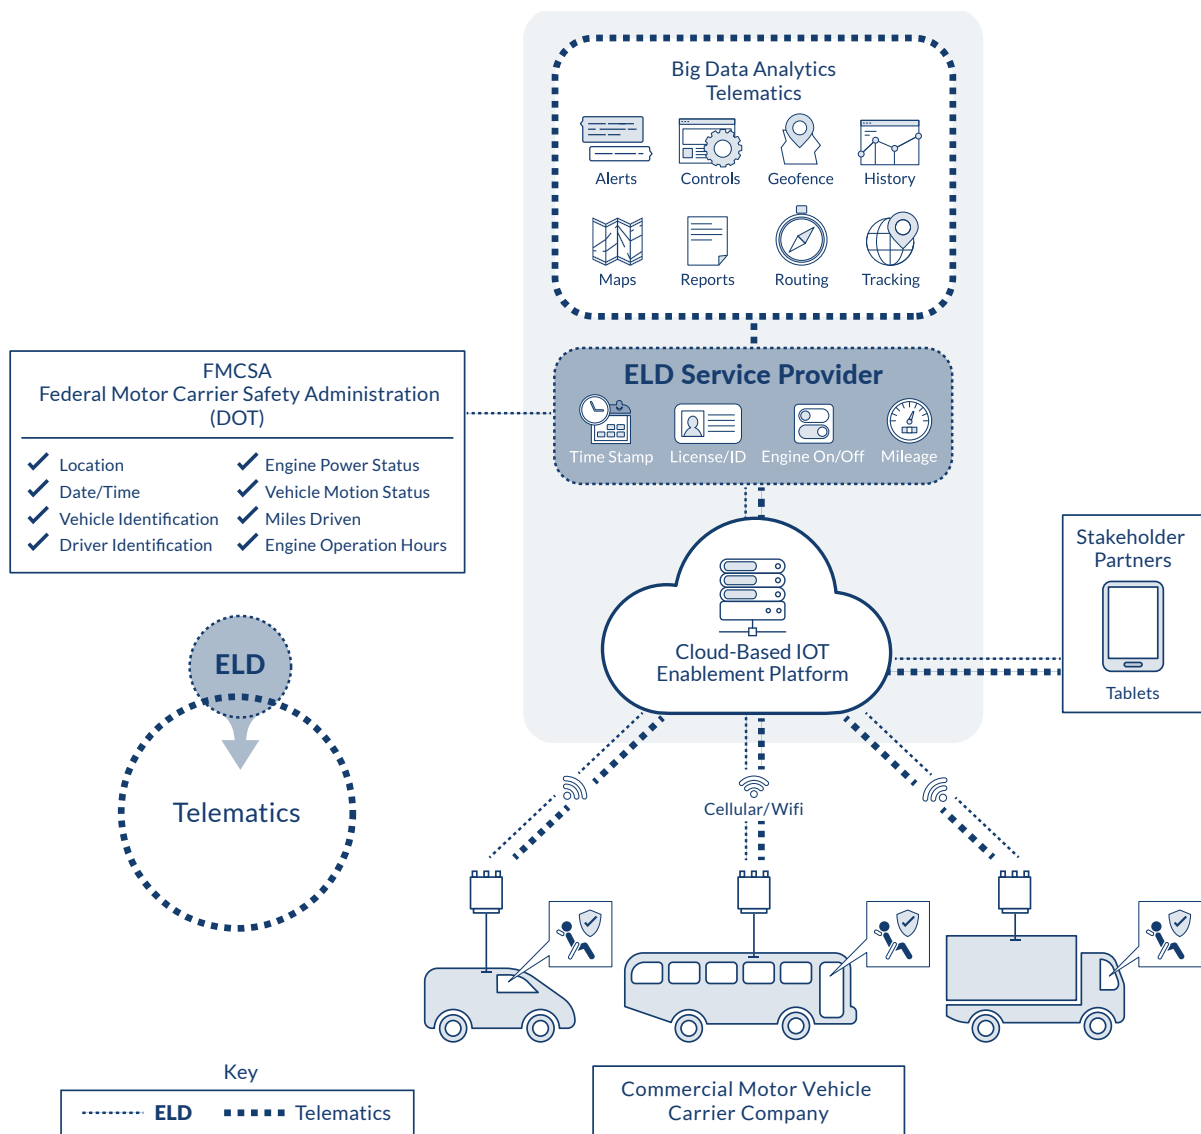 Big Data Analytics
Telematics
Alerts
Controls
Geofence
History
Maps
Reports
Routing
Tracking
FMCSA
Federal Motor Carrier Safety Administration
(DOT)
Location
Date/Time
Vehicle Identification
Driver Identification
Engine Power Status
Vehicle Motion Status
Miles Driven
Engine Operation Hours
ELD Service Provider
Time Stamp
License/ID
Engine On/Off
Mileage
Stakeholder
Partners
Tablets
Cloud-Based IOT
Enablement Platform
ELD
Telematics
Cellular/Wifi
Key
ELD
Telematics
Commercial Motor Vehicle
Carrier Company